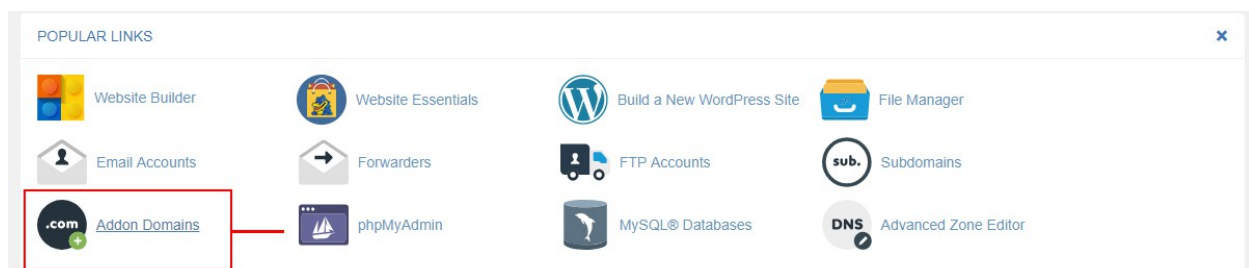 POPULAR LINKS
Website Builder
Website Essentials
Build a New WordPress Site
File Manager
Email Accounts
Forwarders
FTP Accounts
sub.
Subdomains
.com
Addon Domains
phpMyAdmin
MySQL® Databases
DNS
Advanced Zone Editor